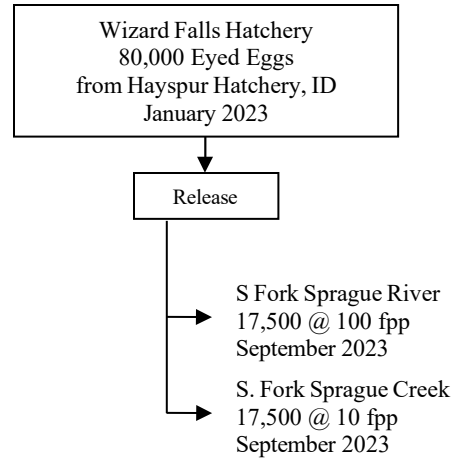 Wizard Falls Hatchery
80,000 Eyed Eggs
from Hayspur Hatchery, ID
January 2023
Release
S Fork Sprague River
17,500 @ 100 fpp
September 2023
S. Fork Sprague Creek
17,500 @ 10 fpp
September 2023